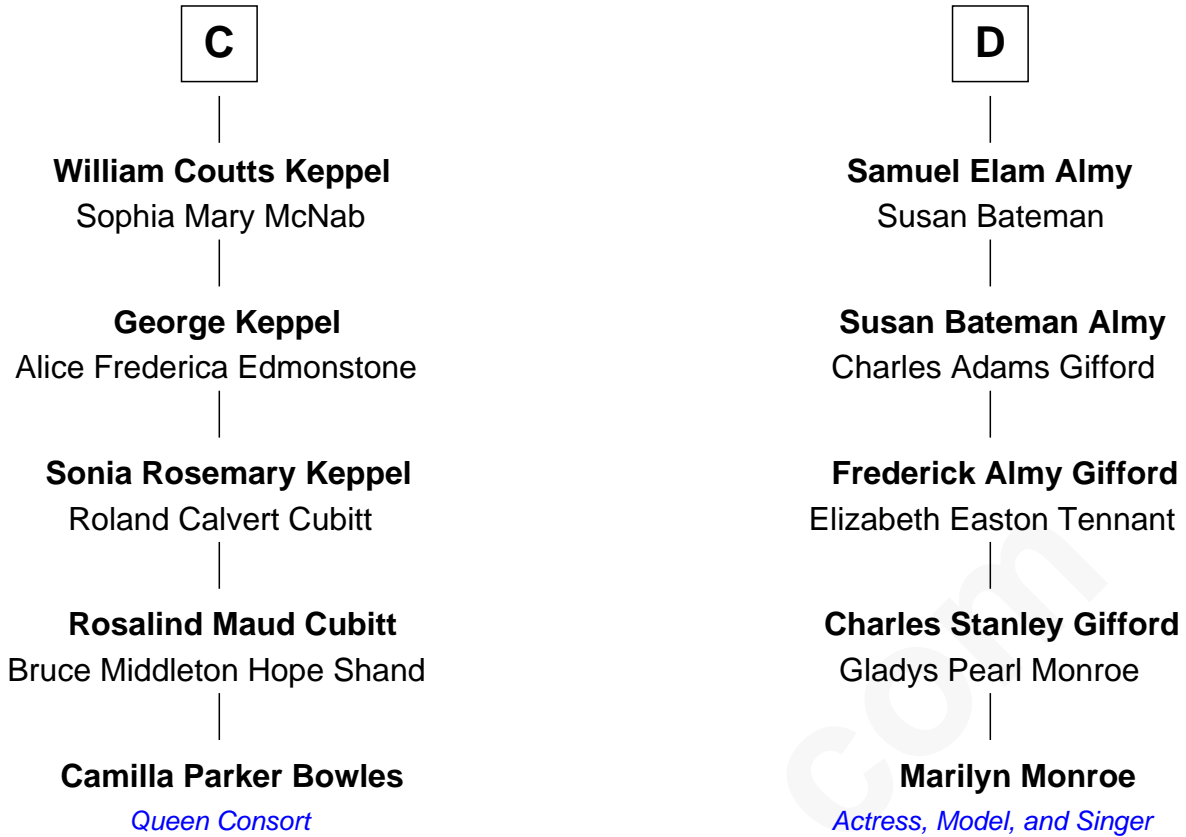 C
William Coutts Keppel
Sophia Mary McNab
George Keppel
Alice Frederica Edmonstone
Sonia Rosemary Keppel
Roland Calvert Cubitt
Rosalind Maud Cubitt
Bruce Middleton Hope Shand
Camilla Parker Bowles
Queen Consort
D
Samuel Elam Almy
Susan Bateman
Susan Bateman Almy
Charles Adams Gifford
Frederick Almy Gifford
Elizabeth Easton Tennant
Charles Stanley Gifford
Gladys Pearl Monroe
Marilyn Monroe
Actress, Model, and Singer
com